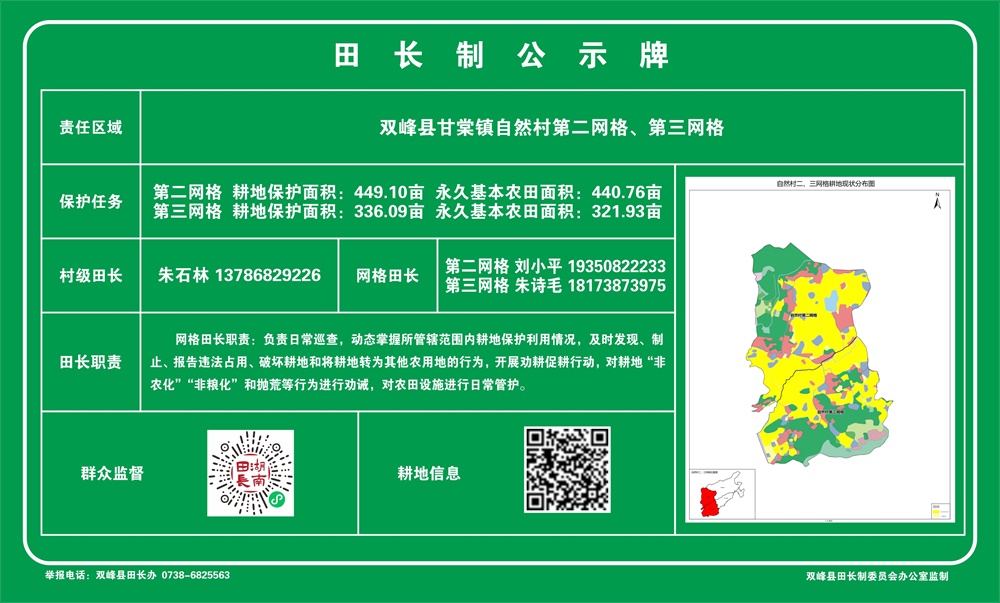 田长制公示牌
责任区域
双峰县甘棠镇自然村第二网格、第三网格
保护任务
第二网格 耕地保护面积：449.10亩 永久基本农田面积：440.76亩
第三网格 耕地保护面积：336.09亩 永久基本农田面积：321.93亩
村级田长
朱石林 13786829226
网格田长
第二网格 刘小平 19350822233
第三网格 朱诗毛 18173873975
田长职责
网格田长职责：负责日常巡查，动态掌握所管辖范围内耕地保护利用情况，及时发现、制
止、报告违法占用、破坏耕地和将耕地转为其他农用地的行为，开展劝耕促耕行动，对耕地“非
农化”“非粮化”和抛荒等行为进行劝诫，对农田设施进行日常管护。
群众监督
湖南
田长
耕地信息
自然村二、三网格耕地现状分布图
N
自然村第二网格
自然村第三网格
举报电话：双峰县田长办 0738-6825563
双峰县田长制委员会办公室监制